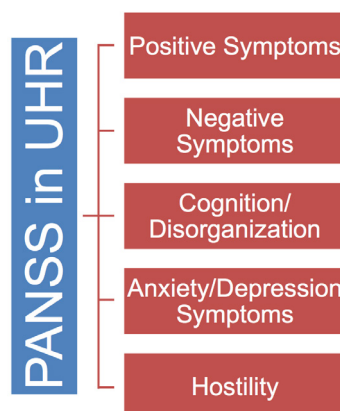 PANSS in UHR
Positive Symptoms
Negative
Symptoms
Cognition/
Disorganization
Anxiety/Depression
Symptoms
Hostility